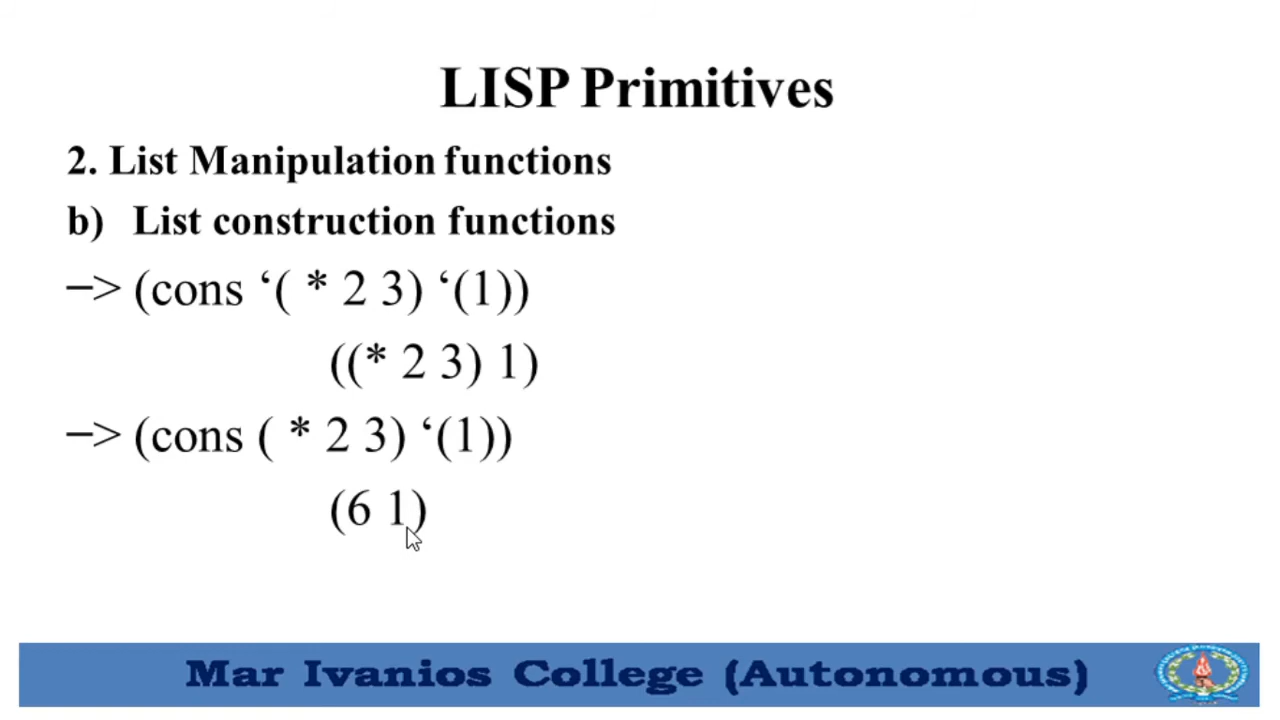 LISP Primitives
2. List Manipulation functions
b) List construction functions
–> (cons ‘( * 2 3) ‘(1))
((* 2 3) 1)
–> (cons ( * 2 3) ‘(1))
(6 1)
Mar Ivanios College (Autonomous)